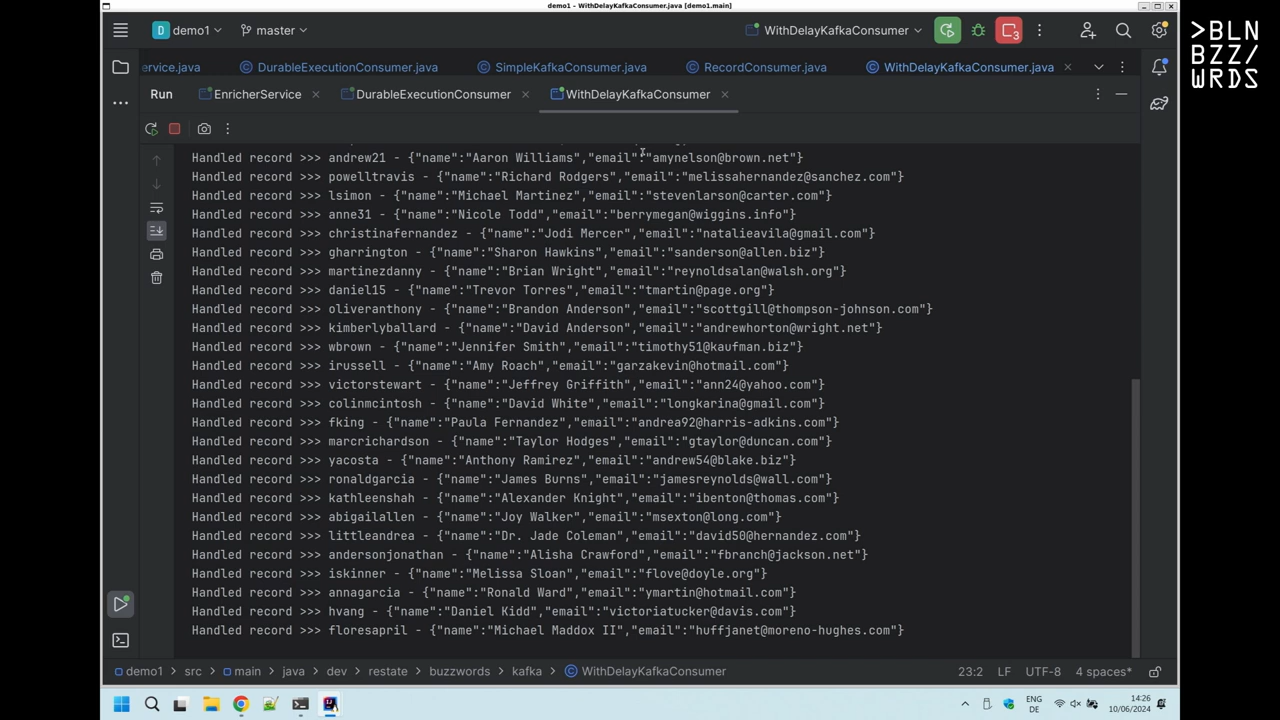 demo1 – WithDelayKafkaConsumer.java [demo1.main]
>BLN
BZZ/
WRDS
D demo1 master WithDelayKafkaConsumer 3
ervice.java DurableExecutionConsumer.java SimpleKafkaConsumer.java RecordConsumer.java WithDelayKafkaConsumer.java
Run EnricherService DurableExecutionConsumer WithDelayKafkaConsumer
Handled record >>> andrew21 - {"name":"Aaron Williams","email":"amynelson@brown.net"}
Handled record >>> powelltravis - {"name":"Richard Rodgers","email":"melissahernandez@sanchez.com"}
Handled record >>> lsimon - {"name":"Michael Martinez","email":"stevenlarson@carter.com"}
Handled record >>> anne31 - {"name":"Nicole Todd","email":"berrymegan@wiggins.info"}
Handled record >>> christinafernandez - {"name":"Jodi Mercer","email":"natalieavila@gmail.com"}
Handled record >>> gharrington - {"name":"Sharon Hawkins","email":"sanderson@allen.biz"}
Handled record >>> martinezdanny - {"name":"Brian Wright","email":"reynoldsalan@walsh.org"}
Handled record >>> daniel15 - {"name":"Trevor Torres","email":"tmartin@page.org"}
Handled record >>> oliveranthony - {"name":"Brandon Anderson","email":"scottgill@thompson-johnson.com"}
Handled record >>> kimberlyballard - {"name":"David Anderson","email":"andrewhorton@wright.net"}
Handled record >>> wbrown - {"name":"Jennifer Smith","email":"timothy51@kaufman.biz"}
Handled record >>> irussell - {"name":"Amy Roach","email":"garzakevin@hotmail.com"}
Handled record >>> victorstewart - {"name":"Jeffrey Griffith","email":"ann24@yahoo.com"}
Handled record >>> colinmcintosh - {"name":"David White","email":"longkarina@gmail.com"}
Handled record >>> fking - {"name":"Paula Fernandez","email":"andrea92@harris-adkins.com"}
Handled record >>> marcrichardson - {"name":"Taylor Hodges","email":"gtaylor@duncan.com"}
Handled record >>> yacosta - {"name":"Anthony Ramirez","email":"andrew54@blake.biz"}
Handled record >>> ronaldgarcia - {"name":"James Burns","email":"jamesreynolds@wall.com"}
Handled record >>> kathleenshah - {"name":"Alexander Knight","email":"ibenton@thomas.com"}
Handled record >>> abigailallen - {"name":"Joy Walker","email":"msexton@long.com"}
Handled record >>> littleandrea - {"name":"Dr. Jade Coleman","email":"david50@hernandez.com"}
Handled record >>> andersonjonathan - {"name":"Alisha Crawford","email":"fbranch@jackson.net"}
Handled record >>> iskinner - {"name":"Melissa Sloan","email":"flove@doyle.org"}
Handled record >>> annagarcia - {"name":"Ronald Ward","email":"ymartin@hotmail.com"}
Handled record >>> hvang - {"name":"Daniel Kidd","email":"victoriatucker@davis.com"}
Handled record >>> floresapril - {"name":"Michael Maddox II","email":"huffjanet@moreno-hughes.com"}
demo1 > src > main > java > dev > restate > buzzwords > kafka > WithDelayKafkaConsumer 23:2 LF UTF-8 4 spaces*
ENG 14:26
DE 10/06/2024